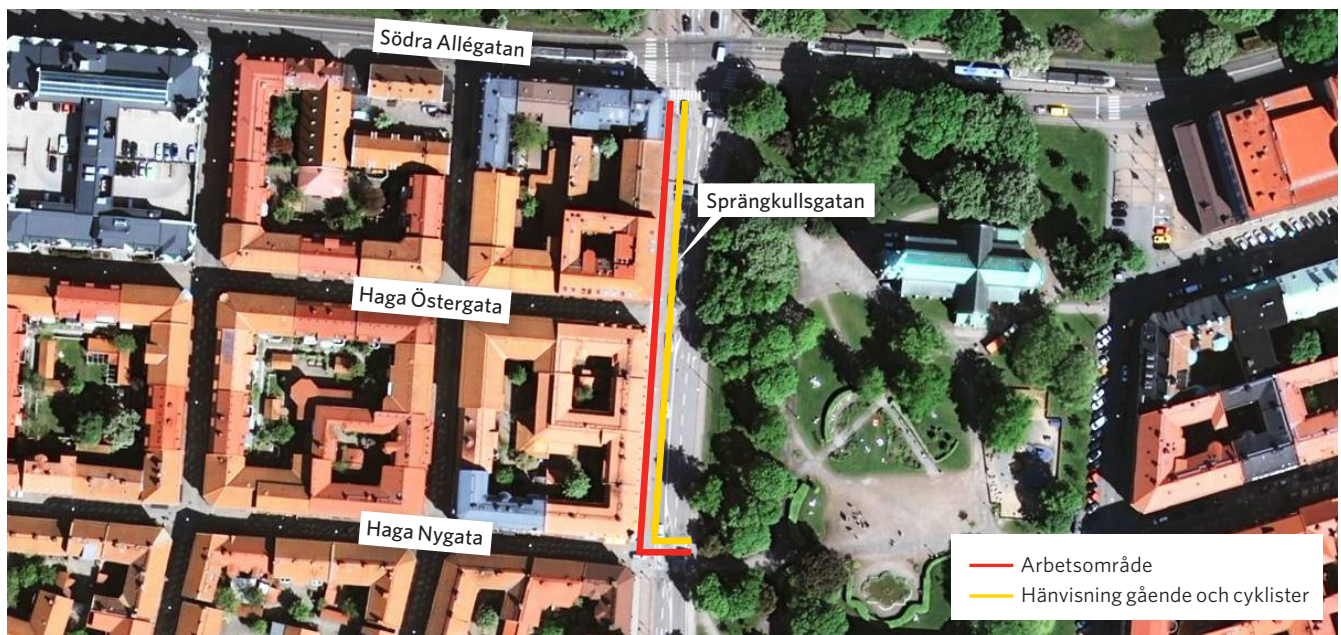 Södra Allégatan
Sprängkullsgatan
Haga Östergata
Haga Nygata
Arbetsområde
Hänvisning gående och cyklister